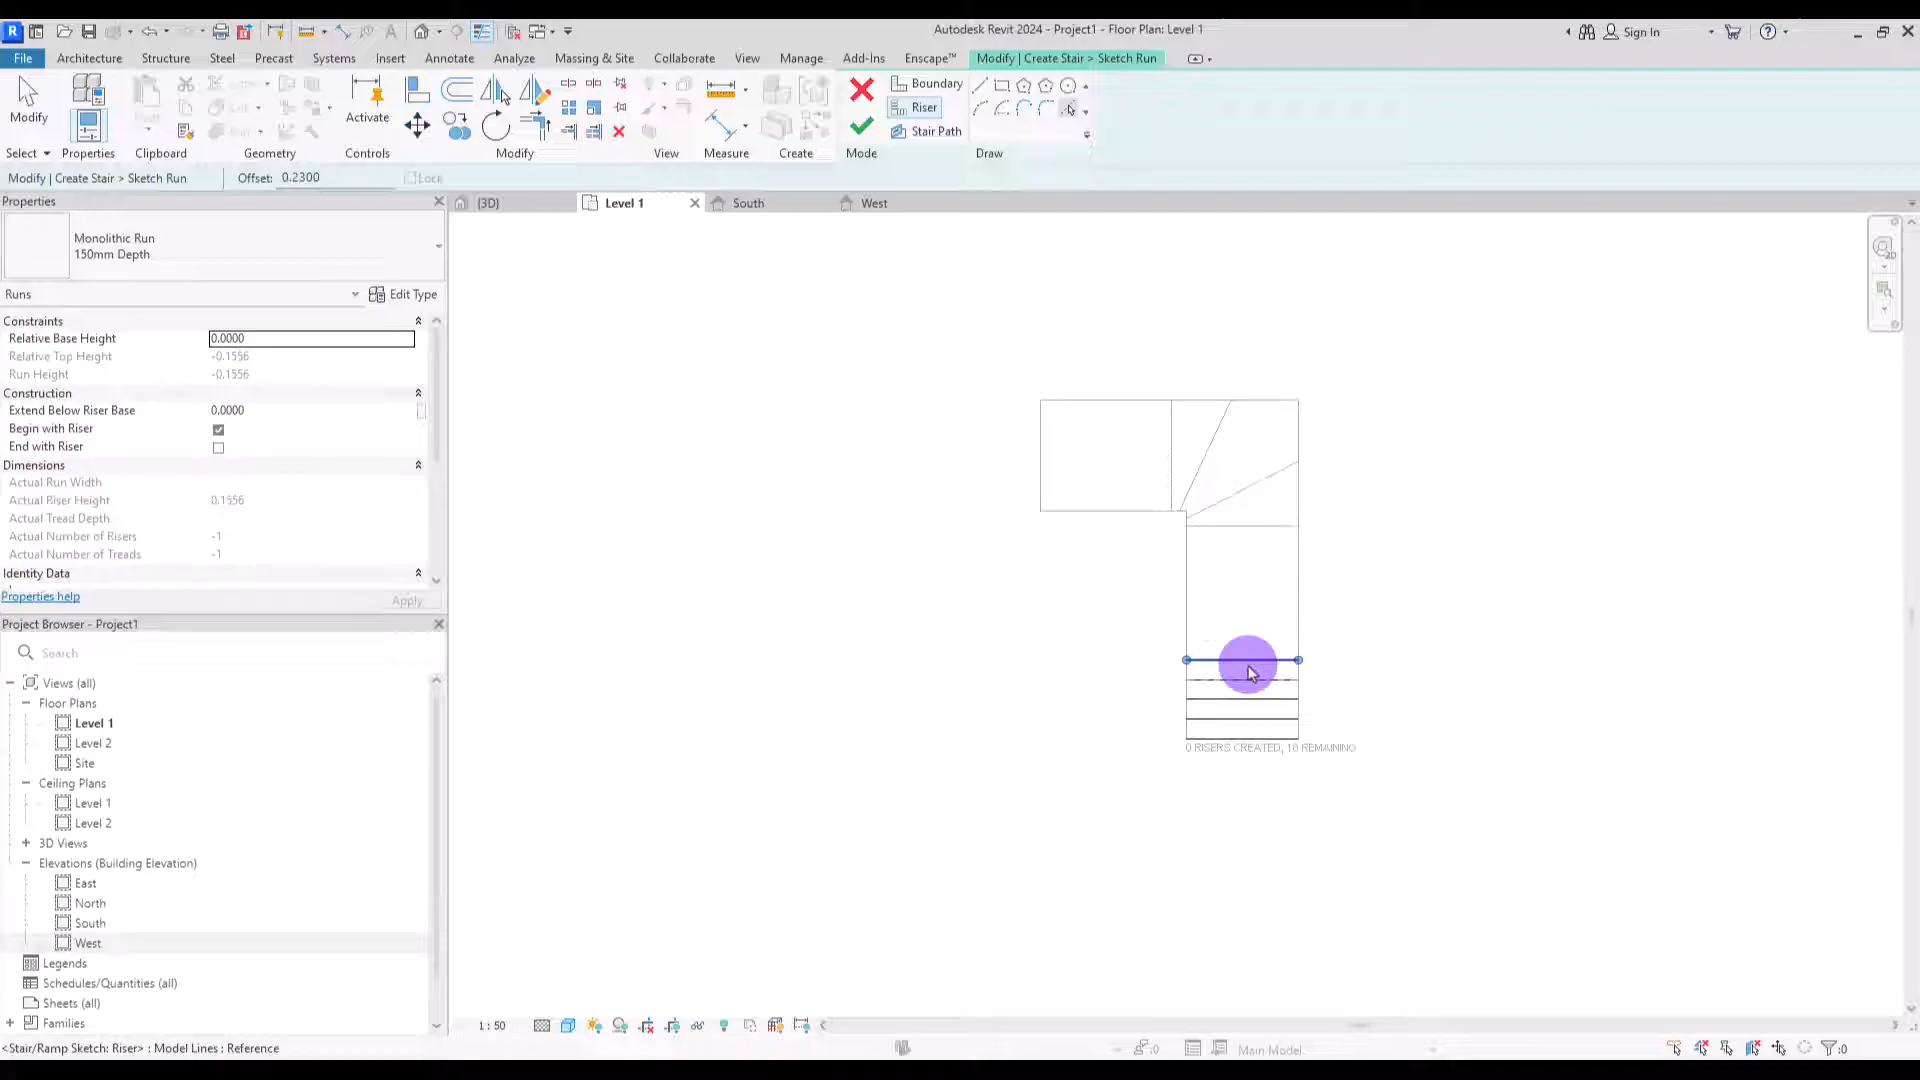 Autodesk Revit 2024 - Project1 - Floor Plan: Level 1
Sign In
File Architecture Structure Steel Precast Systems Insert Annotate Analyze Massing & Site Collaborate View Manage Add-Ins Enscape™ Modify | Create Stair > Sketch Run
Modify
Activate
Boundary
Riser
Stair Path
Select Properties Clipboard Geometry Controls Modify View Measure Create Mode Draw
Modify | Create Stair > Sketch Run Offset: 0.2300 Lock
Properties
(3D) Level 1 South West
Monolithic Run
150mm Depth
Runs Edit Type
Constraints
Relative Base Height 0.0000
Relative Top Height -0.1556
Run Height -0.1556
Construction
Extend Below Riser Base 0.0000
Begin with Riser
End with Riser
Dimensions
Actual Run Width
Actual Riser Height 0.1556
Actual Tread Depth
Actual Number of Risers -1
Actual Number of Treads -1
Identity Data
Properties help Apply
Project Browser - Project1
Search
Views (all)
Floor Plans
Level 1
Level 2
Site
Ceiling Plans
Level 1
Level 2
3D Views
Elevations (Building Elevation)
East
North
South
West
Legends
Schedules/Quantities (all)
Sheets (all)
Families
0 RISERS CREATED, 18 REMAINING
1 : 50
<Stair/Ramp Sketch: Riser> : Model Lines : Reference
:0
Main Model
:0